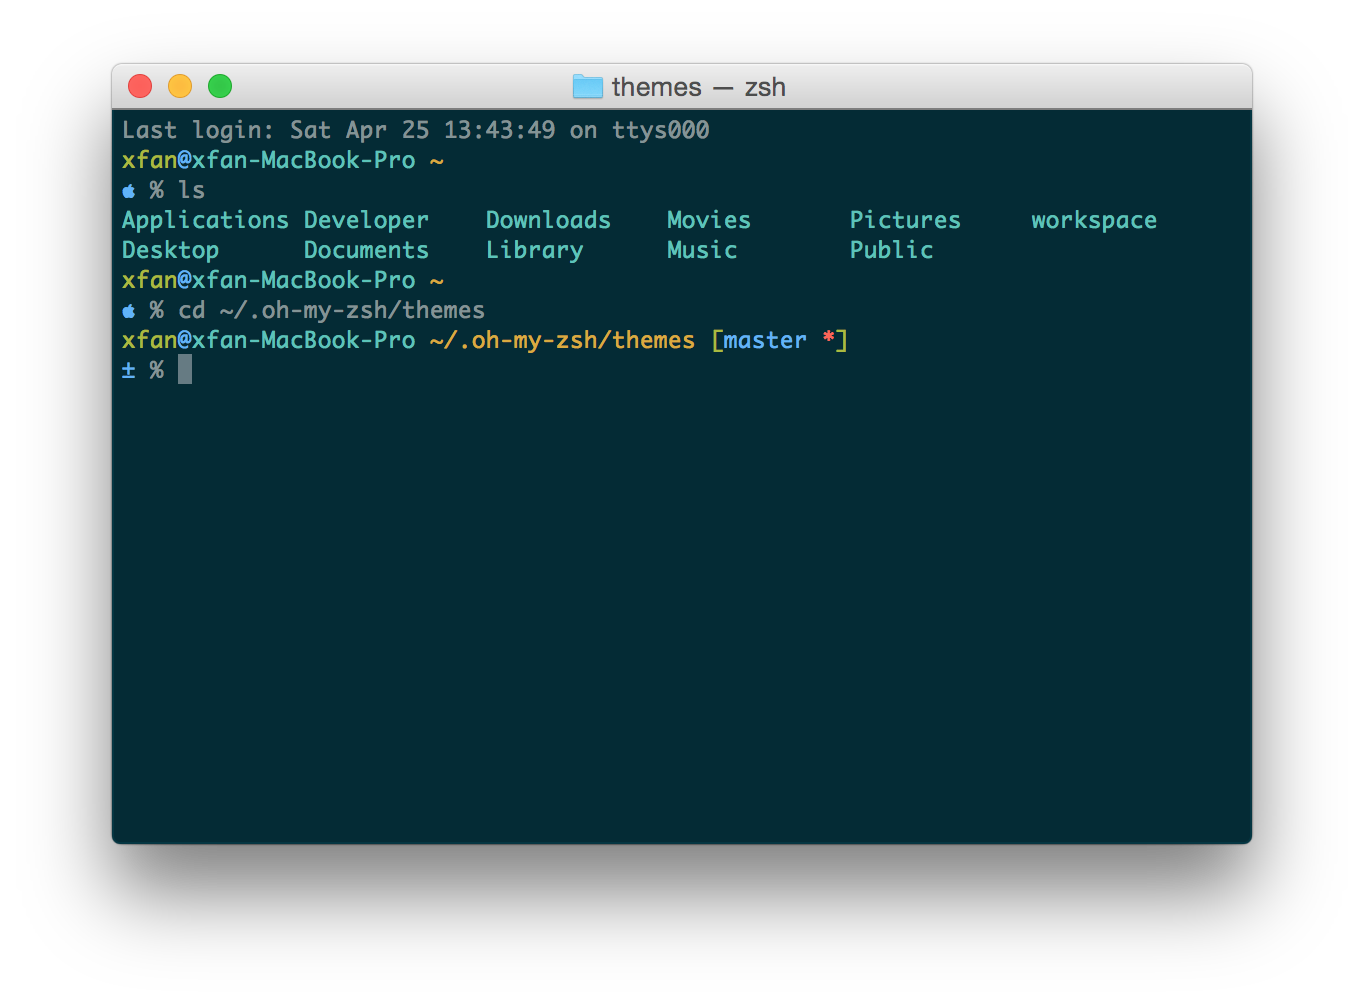 themes — zsh
Last login: Sat Apr 25 13:43:49 on ttys000
xfan@xfan-MacBook-Pro ~
 % ls
Applications Developer    Downloads    Movies       Pictures     workspace
Desktop      Documents    Library      Music        Public
xfan@xfan-MacBook-Pro ~
 % cd ~/.oh-my-zsh/themes
xfan@xfan-MacBook-Pro ~/.oh-my-zsh/themes [master *]
± %